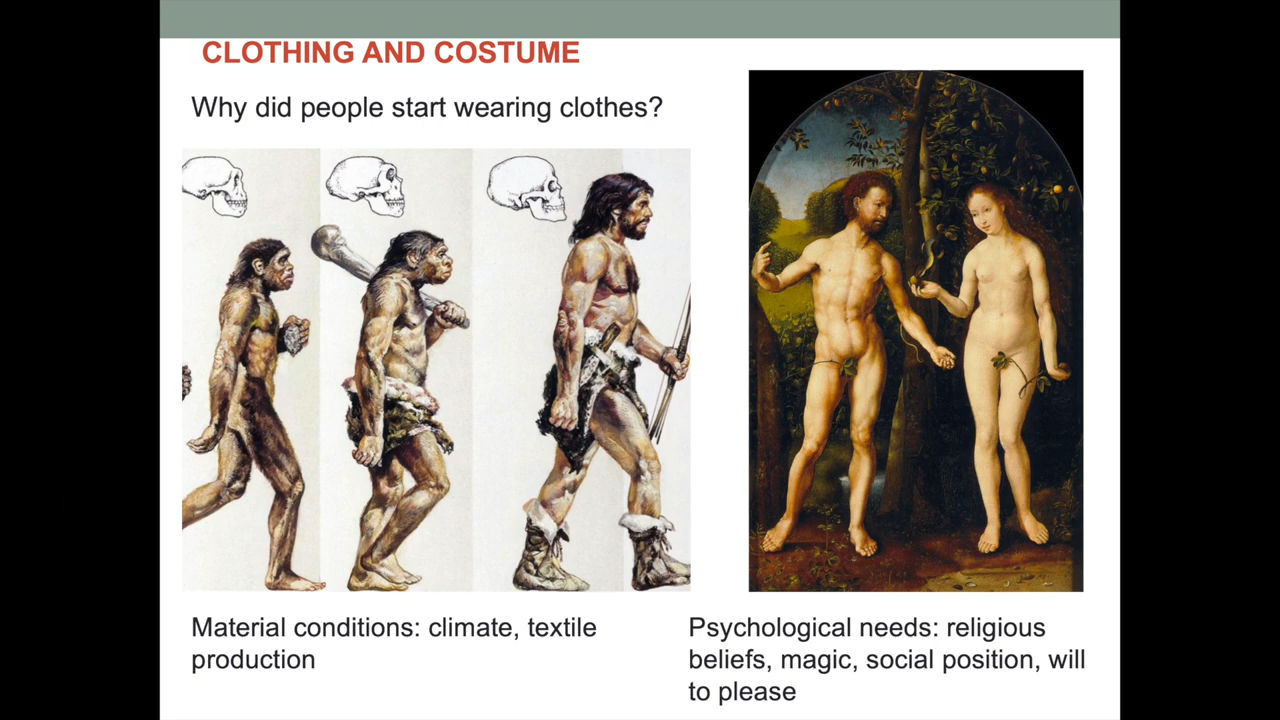 CLOTHING AND COSTUME
Why did people start wearing clothes?
Material conditions: climate, textile
production
Psychological needs: religious
beliefs, magic, social position, will
to please